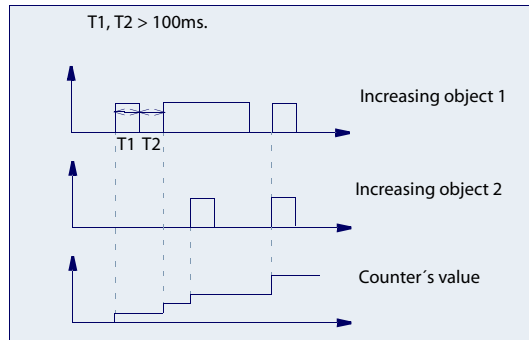 T1, T2 > 100ms.
Increasing object 1
T1 T2
Increasing object 2
Counter´s value